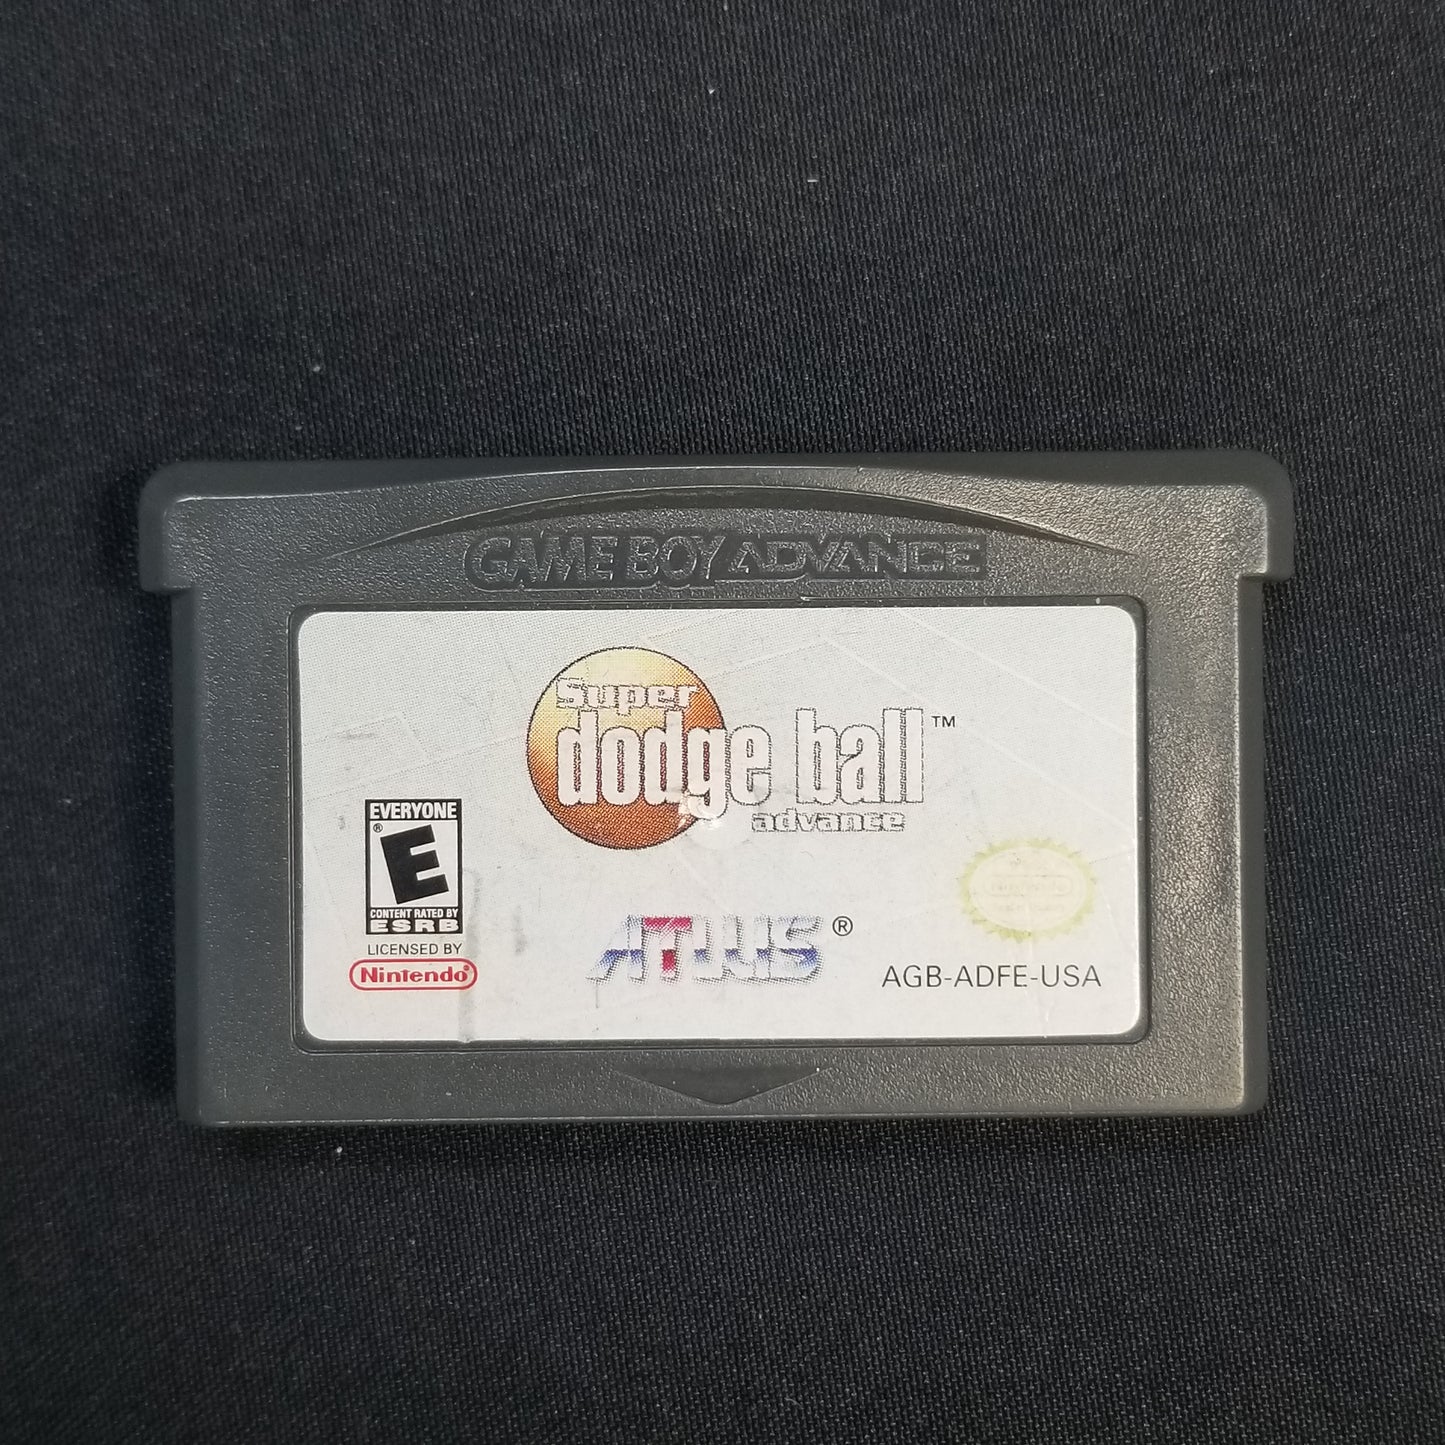 GAME BOY ADVANCE
Super
dodge ball™
advance
EVERYONE
E
®
CONTENT RATED BY
ESRB
LICENSED BY
Nintendo®
ATLUS®
Nintendo
AGB-ADFE-USA